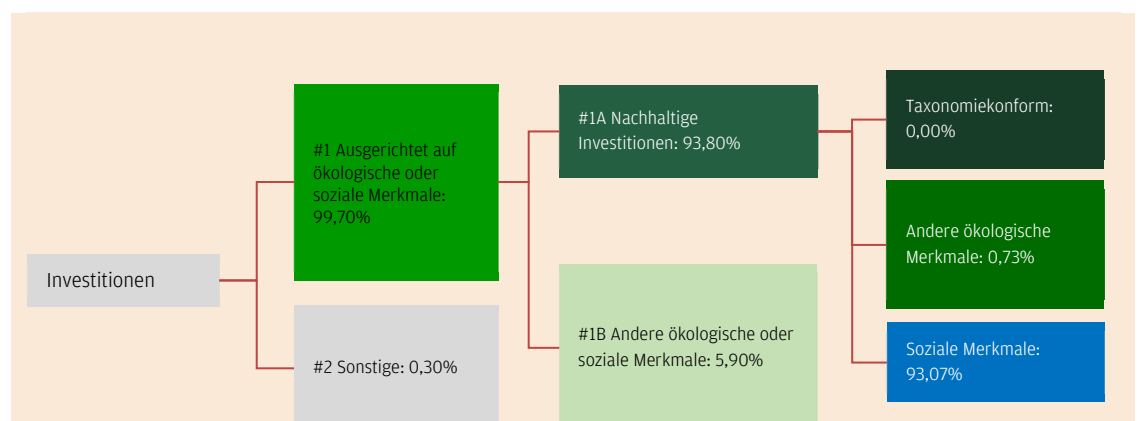 Investitionen
#1 Ausgerichtet auf
ökologische oder
soziale Merkmale:
99,70%
#2 Sonstige: 0,30%
#1A Nachhaltige
Investitionen: 93,80%
#1B Andere ökologische oder
soziale Merkmale: 5,90%
Taxonomiekonform:
0,00%
Andere ökologische
Merkmale: 0,73%
Soziale Merkmale:
93,07%